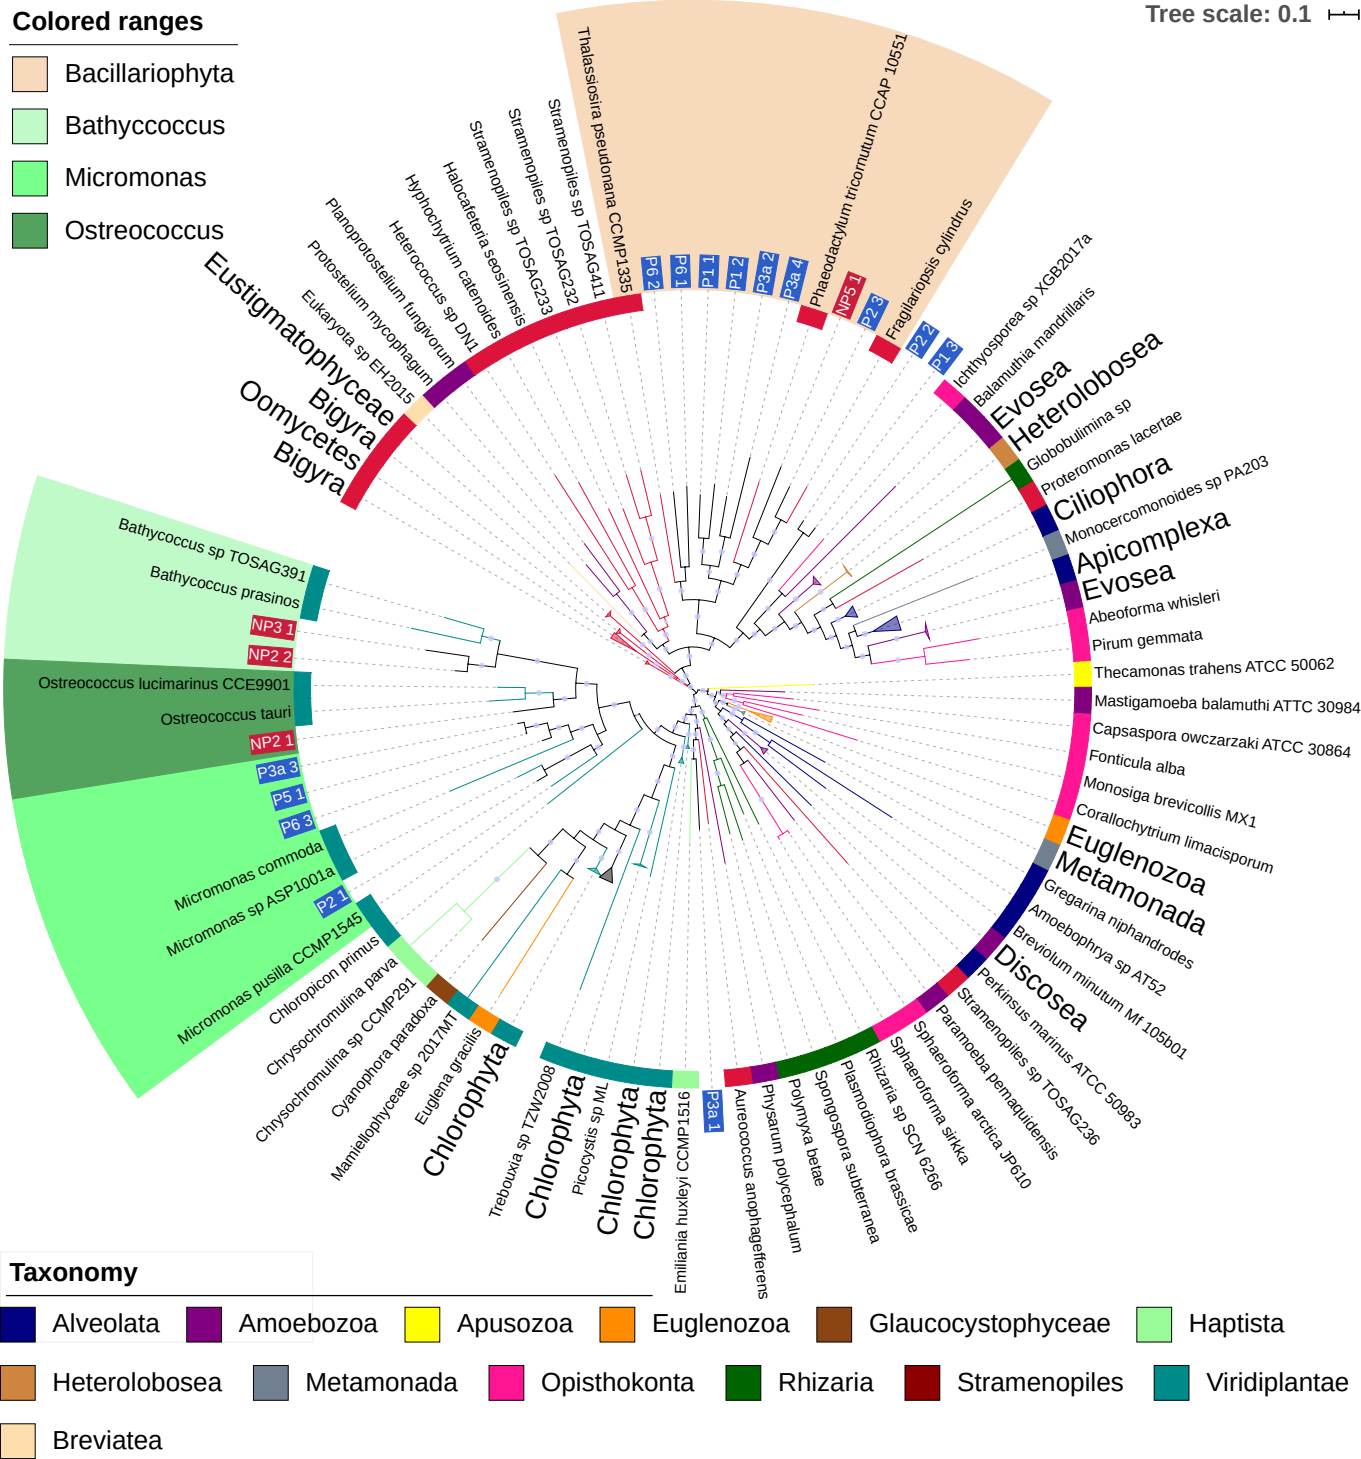 Colored ranges
Bacillariophyta
Bathyccoccus
Micromonas
Ostreococcus
Tree scale: 0.1
Bigyra
Oomycetes
Bigyra
Eustigmatophyceae
Eukaryota sp EH2015
Protostelium mycophagum
Planoprotostelium fungivorum
Heterococcus sp DN1
Hyphochytrium catenoides
Halocafeteria seosinensis
Stramenopiles sp TOSAG233
Stramenopiles sp TOSAG232
Stramenopiles sp TOSAG411
Thalassiosira pseudonana CCMP1335
P6 2
P6 1
P1 1
P1 2
P3a 2
P3a 4
Phaeodactylum tricornutum CCAP 10551
NP5 1
P2 3
Fragilariopsis cylindrus
P2 2
P1 3
Ichthyosporea sp XGB2017a
Balamuthia mandrillaris
Evosea
Heterolobosea
Globobulimina sp
Proteromonas lacertae
Ciliophora
Monocercomonoides sp PA203
Apicomplexa
Evosea
Abeoforma whisleri
Pirum gemmata
Thecamonas trahens ATCC 50062
Mastigamoeba balamuthi ATTC 30984
Capsaspora owczarzaki ATCC 30864
Fonticula alba
Monosiga brevicollis MX1
Corallochytrium limacisporum
Euglenozoa
Metamonada
Gregarina niphandrodes
Amoebophrya sp AT52
Breviolum minutum Mf 105b01
Discosea
Perkinsus marinus ATCC 50983
Stramenopiles sp TOSAG236
Paramoeba pemaquidensis
Sphaeroforma arctica JP610
Sphaeroforma sirkka
Rhizaria sp SCN 6266
Plasmodiophora brassicae
Spongospora subterranea
Polymyxa betae
Physarum polycephalum
Aureococcus anophagefferens
P3a 1
Emiliania huxleyi CCMP1516
Chlorophyta
Chlorophyta
Picocystis sp ML
Chlorophyta
Trebouxia sp TZW2008
Chlorophyta
Euglena gracilis
Mamiellophyceae sp 2017MT
Cyanophora paradoxa
Chrysochromulina sp CCMP291
Chrysochromulina parva
Chloropicon primus
Micromonas pusilla CCMP1545
P2 1
Micromonas sp ASP1001a
Micromonas commoda
P6 3
P5 1
P3a 3
NP2 1
Ostreococcus tauri
Ostreococcus lucimarinus CCE9901
NP2 2
NP3 1
Bathycoccus prasinos
Bathycoccus sp TOSAG391
Taxonomy
Alveolata Amoebozoa Apusozoa Euglenozoa Glaucocystophyceae Haptista
Heterolobosea Metamonada Opisthokonta Rhizaria Stramenopiles Viridiplantae
Breviatea